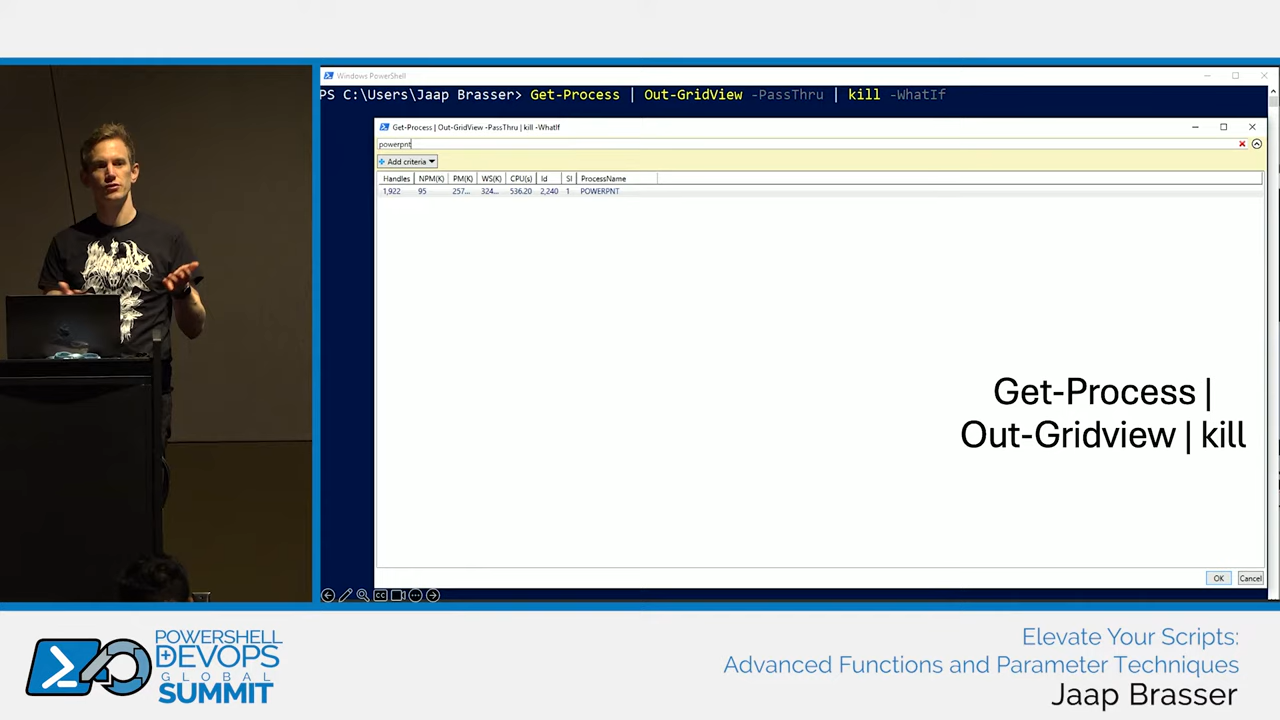 Windows PowerShell
PS C:\Users\Jaap Brasser> Get-Process | Out-GridView -PassThru | kill -WhatIf
Get-Process | Out-GridView -PassThru | kill -WhatIf
powerpnt
Add criteria
Handles NPM(K) PM(K) WS(K) CPU(s) Id SI ProcessName
1,922 95 257... 324... 536.20 2,240 1 POWERPNT
Get-Process |
Out-Gridview | kill
OK Cancel
CC
POWERSHELL
DEVOPS
GLOBAL
SUMMIT
Elevate Your Scripts:
Advanced Functions and Parameter Techniques
Jaap Brasser